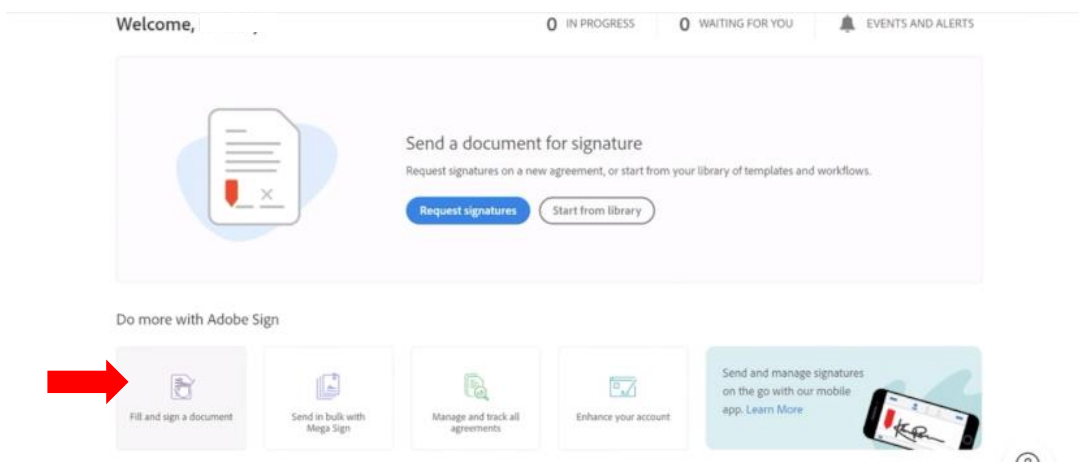 Welcome,
0 IN PROGRESS
0 WAITING FOR YOU
EVENTS AND ALERTS
Send a document for signature
Request signatures on a new agreement, or start from your library of templates and workflows.
Request signatures
Start from library
Do more with Adobe Sign
Fill and sign a document
Send in bulk with
Mega Sign
Manage and track all
agreements
Enhance your account
Send and manage signatures
on the go with our mobile
app. Learn More